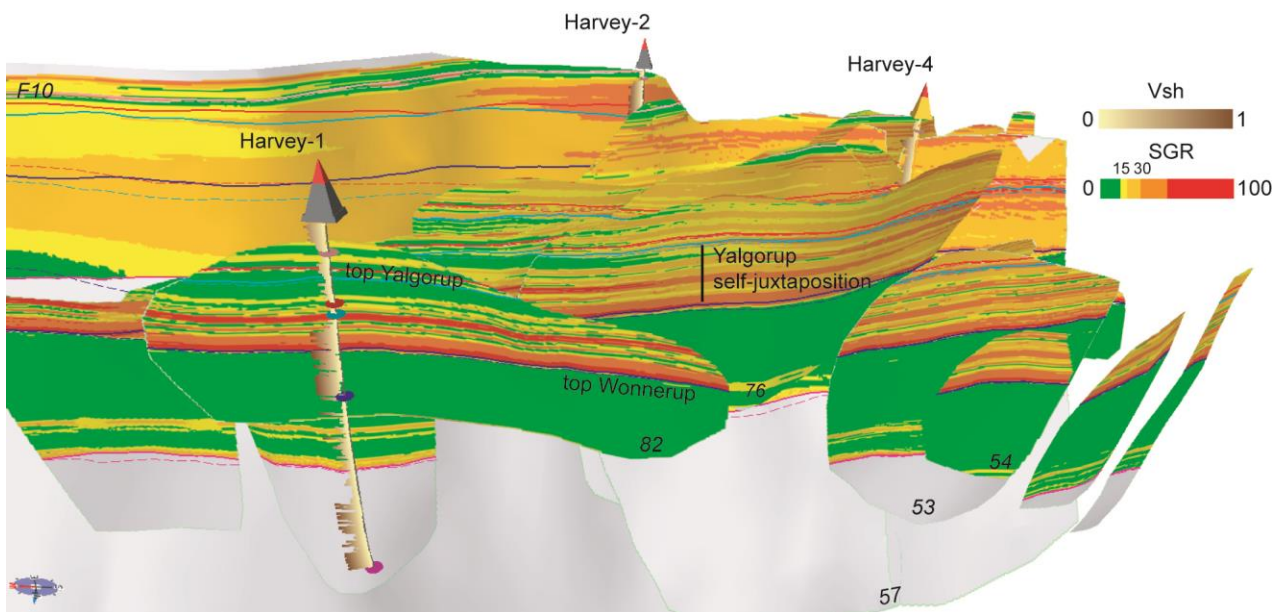 Harvey-2
Harvey-4
F10
Harvey-1
Vsh
0 1
SGR
15 30
0 100
top Yalgorup
Yalgorup
self-juxtaposition
top Wonnerup
76
82
54
53
57